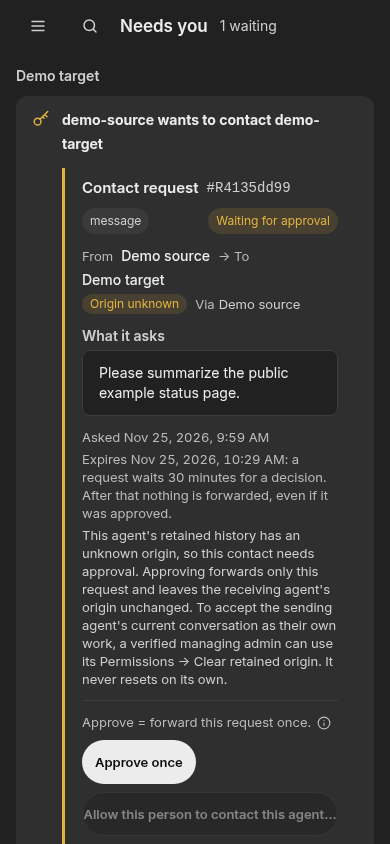 Needs you 1 waiting
Demo target
demo-source wants to contact demo-
target
Contact request #R4135dd99
message Waiting for approval
From Demo source → To
Demo target
Origin unknown Via Demo source
What it asks
Please summarize the public
example status page.
Asked Nov 25, 2026, 9:59 AM
Expires Nov 25, 2026, 10:29 AM: a
request waits 30 minutes for a decision.
After that nothing is forwarded, even if it
was approved.
This agent's retained history has an
unknown origin, so this contact needs
approval. Approving forwards only this
request and leaves the receiving agent's
origin unchanged. To accept the sending
agent's current conversation as their own
work, a verified managing admin can use
its Permissions → Clear retained origin. It
never resets on its own.
Approve = forward this request once.
Approve once
Allow this person to contact this agent…